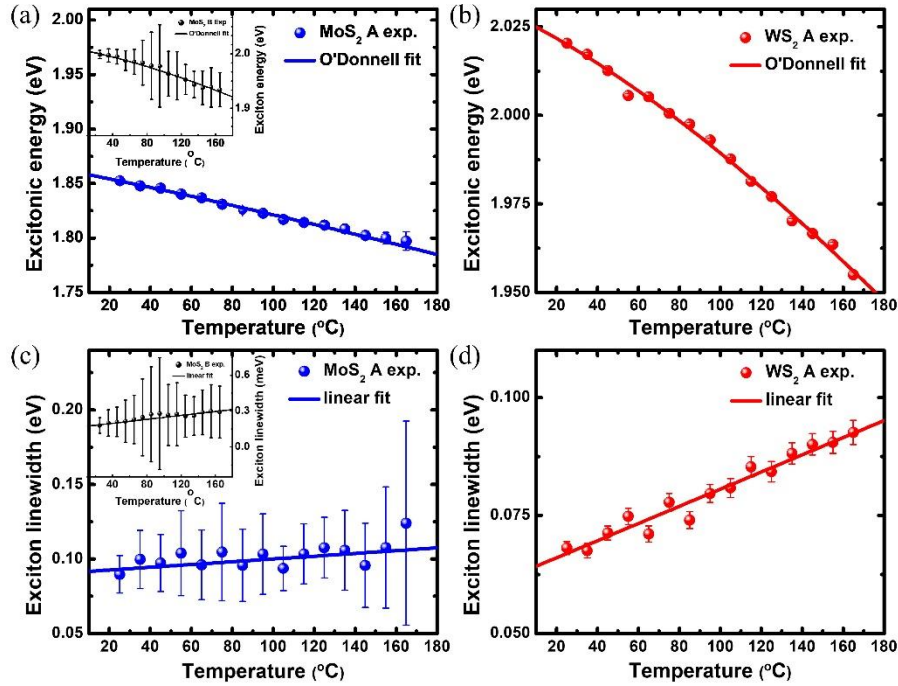 (a)
2.00
1.95
1.90
1.85
1.80
1.75
Excitonic energy (eV)
MoS2 A exp.
O'Donnell fit
MoS2 B Exp
O'Donnell fit
2.0
1.9
Exciton energy (eV)
40 80 120 160
Temperature (°C)
20 40 60 80 100 120 140 160 180
Temperature (°C)
(b)
2.025
2.000
1.975
1.950
Excitonic energy (eV)
WS2 A exp.
O'Donnell fit
20 40 60 80 100 120 140 160 180
Temperature (°C)
(c)
0.20
0.15
0.10
0.05
Exciton linewidth (eV)
MoS2 A exp.
linear fit
MoS2 B exp.
linear fit
0.6
0.3
0.0
Exciton linewidth (meV)
40 80 120 160
Temperature (°C)
20 40 60 80 100 120 140 160 180
Temperature (°C)
(d)
0.100
0.075
0.050
Exciton linewidth (eV)
WS2 A exp.
linear fit
20 40 60 80 100 120 140 160 180
Temperature (°C)